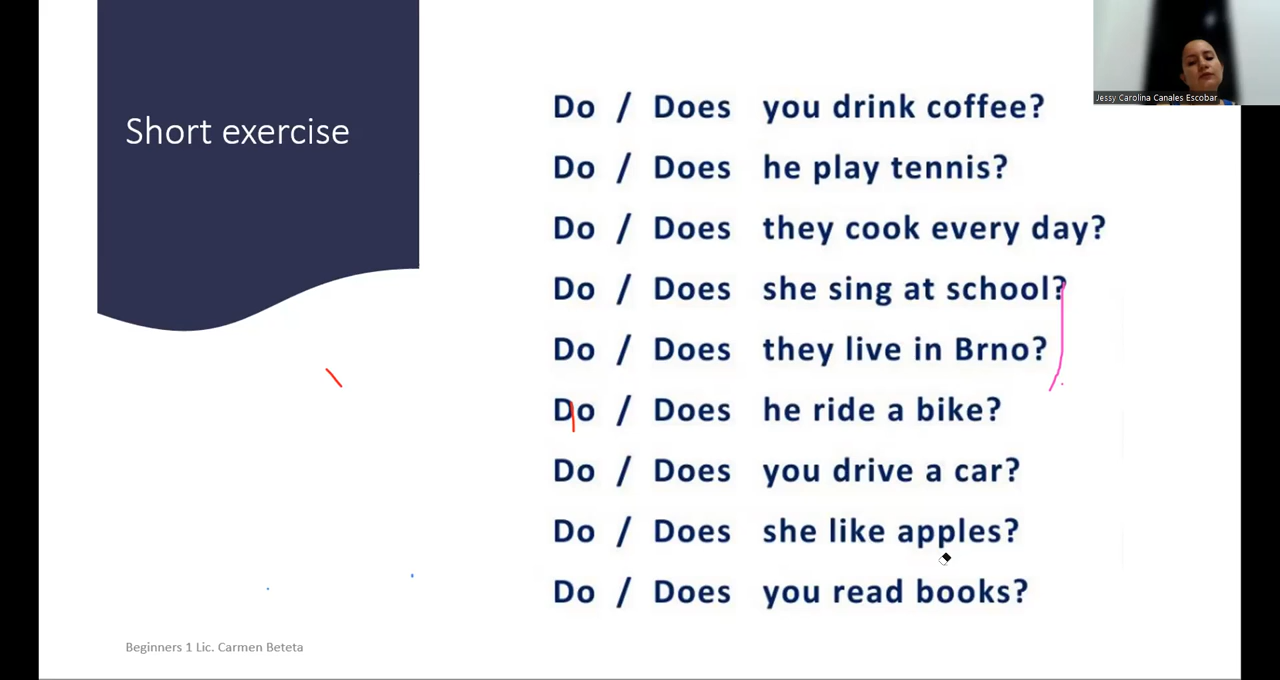 Short exercise
Do / Does you drink coffee?
Do / Does he play tennis?
Do / Does they cook every day?
Do / Does she sing at school?
Do / Does they live in Brno?
Do / Does he ride a bike?
Do / Does you drive a car?
Do / Does she like apples?
Do / Does you read books?
Beginners 1 Lic. Carmen Beteta
Jessy Carolina Canales Escobar